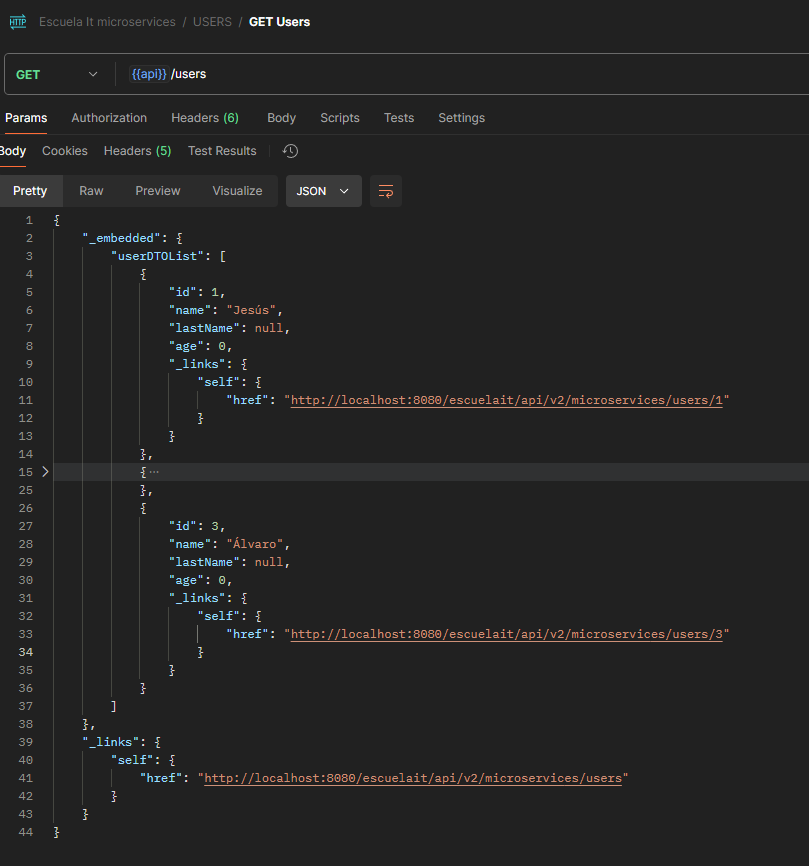 HTTP Escuela It microservices / USERS / GET Users
GET {{api}} /users
Params Authorization Headers (6) Body Scripts Tests Settings
Body Cookies Headers (5) Test Results
Pretty Raw Preview Visualize JSON
1 {
2 "_embedded": {
3 "userDTOList": [
4 {
5 "id": 1,
6 "name": "Jesús",
7 "lastName": null,
8 "age": 0,
9 "_links": {
10 "self": {
11 "href": "http://localhost:8080/escuelait/api/v2/microservices/users/1"
12 }
13 }
14 },
15 { ...
25 },
26 {
27 "id": 3,
28 "name": "Álvaro",
29 "lastName": null,
30 "age": 0,
31 "_links": {
32 "self": {
33 "href": "http://localhost:8080/escuelait/api/v2/microservices/users/3"
34 }
35 }
36 }
37 ]
38 },
39 "_links": {
40 "self": {
41 "href": "http://localhost:8080/escuelait/api/v2/microservices/users"
42 }
43 }
44 }